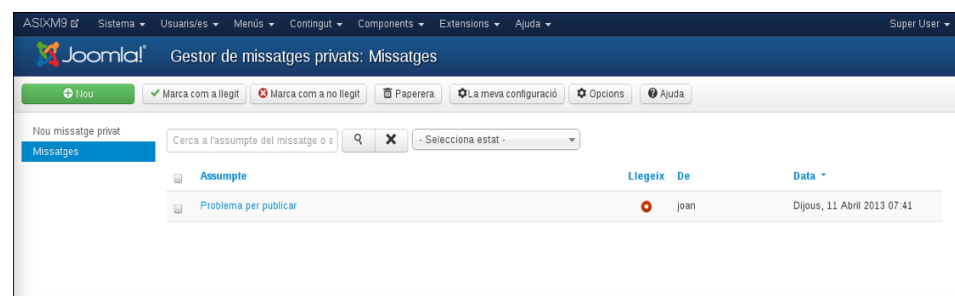 ASIXM9 Sistema Usuaris/es Menús Contingut Components Extensions Ajuda Super User
Joomla! Gestor de missatges privats: Missatges
Nou Marca com a llegit Marca com a no llegit Paperera La meva configuració Opcions Ajuda
Nou missatge privat
Missatges
Cerca a l'assumpte del missatge o a - Selecciona estat -
Assumpte Llegeix De Data
Problema per publicar joan Dijous, 11 Abril 2013 07:41